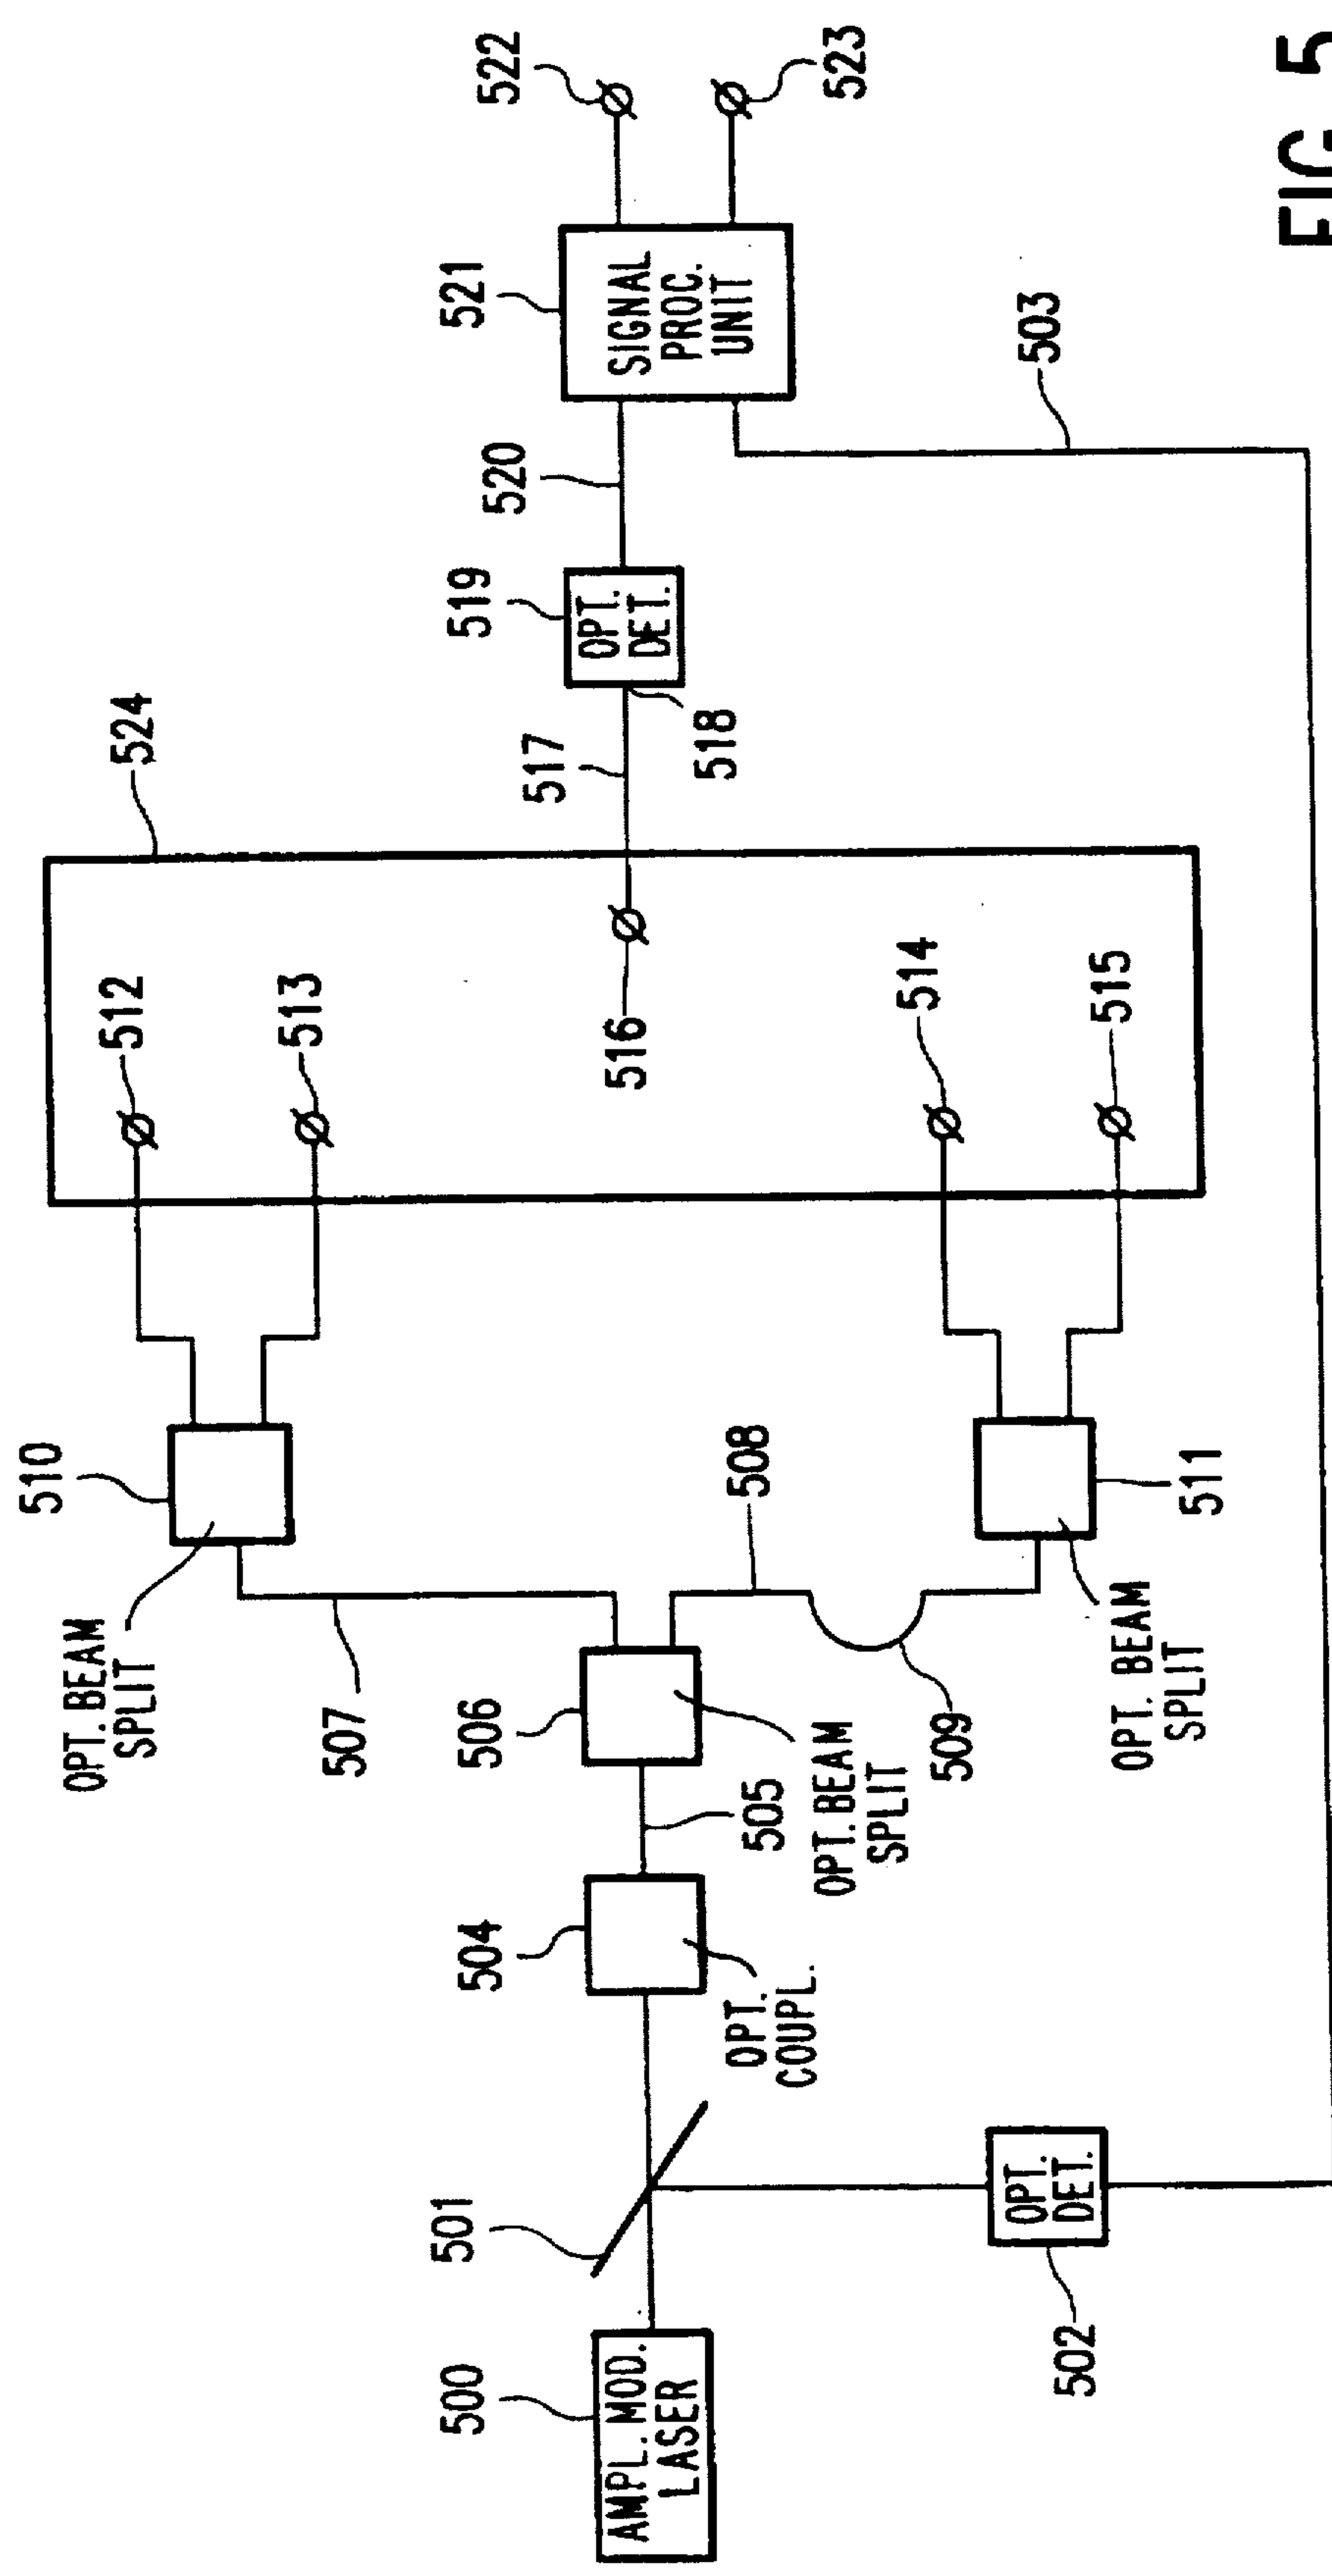 522
523
521
SIGNAL
PROC.
UNIT
503
520
519
OPT.
DET.
518
517
524
512
513
516
514
515
510
OPT. BEAM
SPLIT
507
506
OPT. BEAM
SPLIT
508
509
511
OPT. BEAM
SPLIT
505
504
OPT.
COUPL.
501
500
AMPL. MOD.
LASER
OPT.
DET.
502
FIG. 5